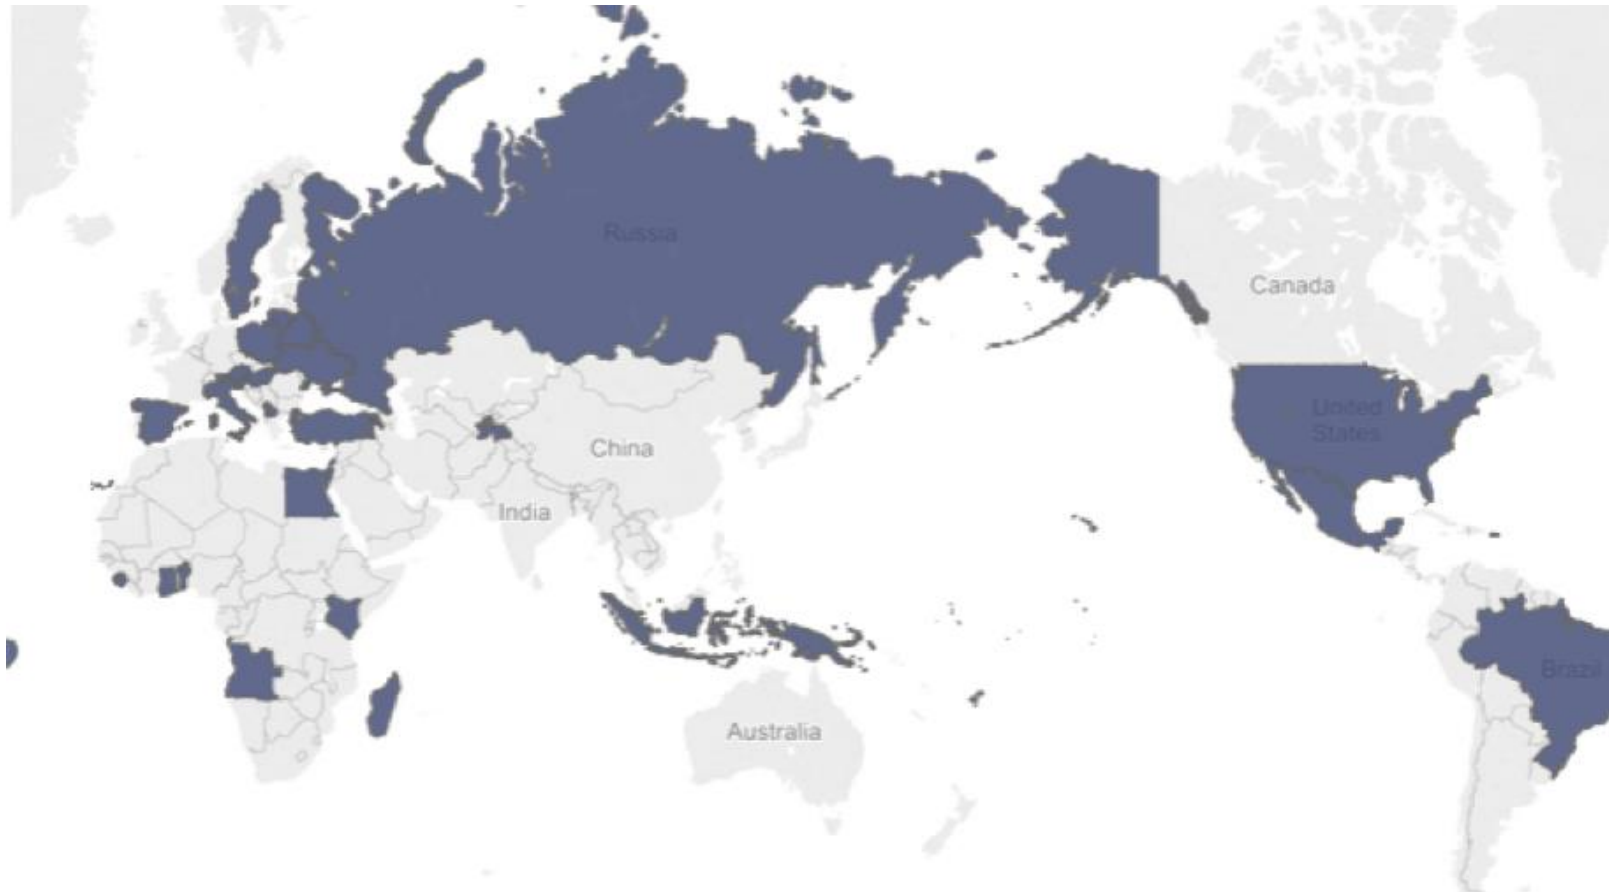 Russia
Canada
United
States
China
India
Brazil
Australia